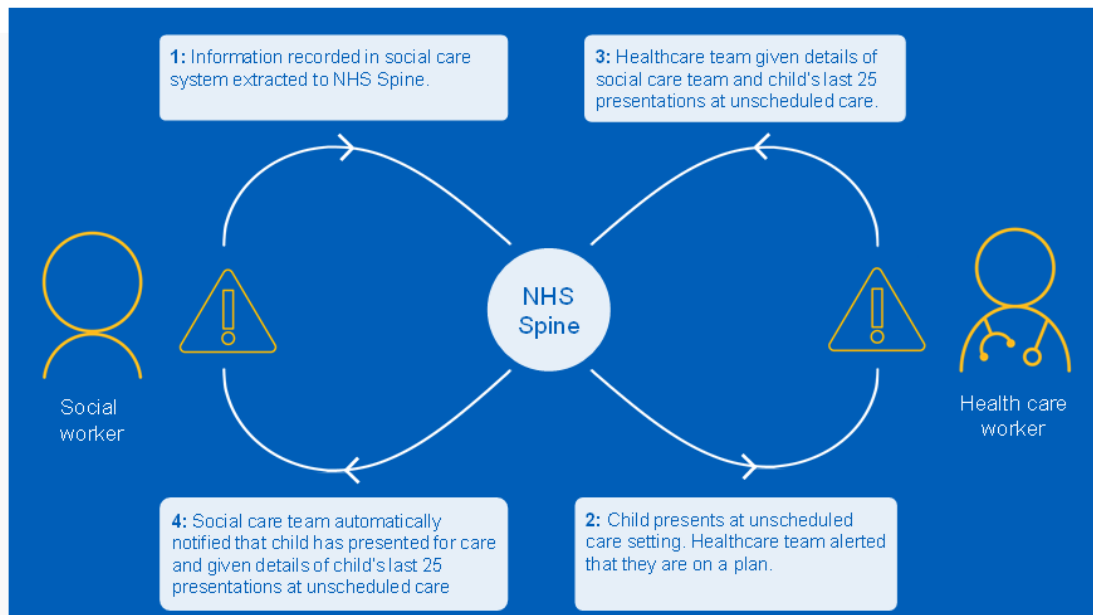 1: Information recorded in social care
system extracted to NHS Spine.
3: Healthcare team given details of
social care team and child's last 25
presentations at unscheduled care.
NHS
Spine
Social
worker
Health care
worker
4: Social care team automatically
notified that child has presented for care
and given details of child's last 25
presentations at unscheduled care
2: Child presents at unscheduled
care setting. Healthcare team alerted
that they are on a plan.